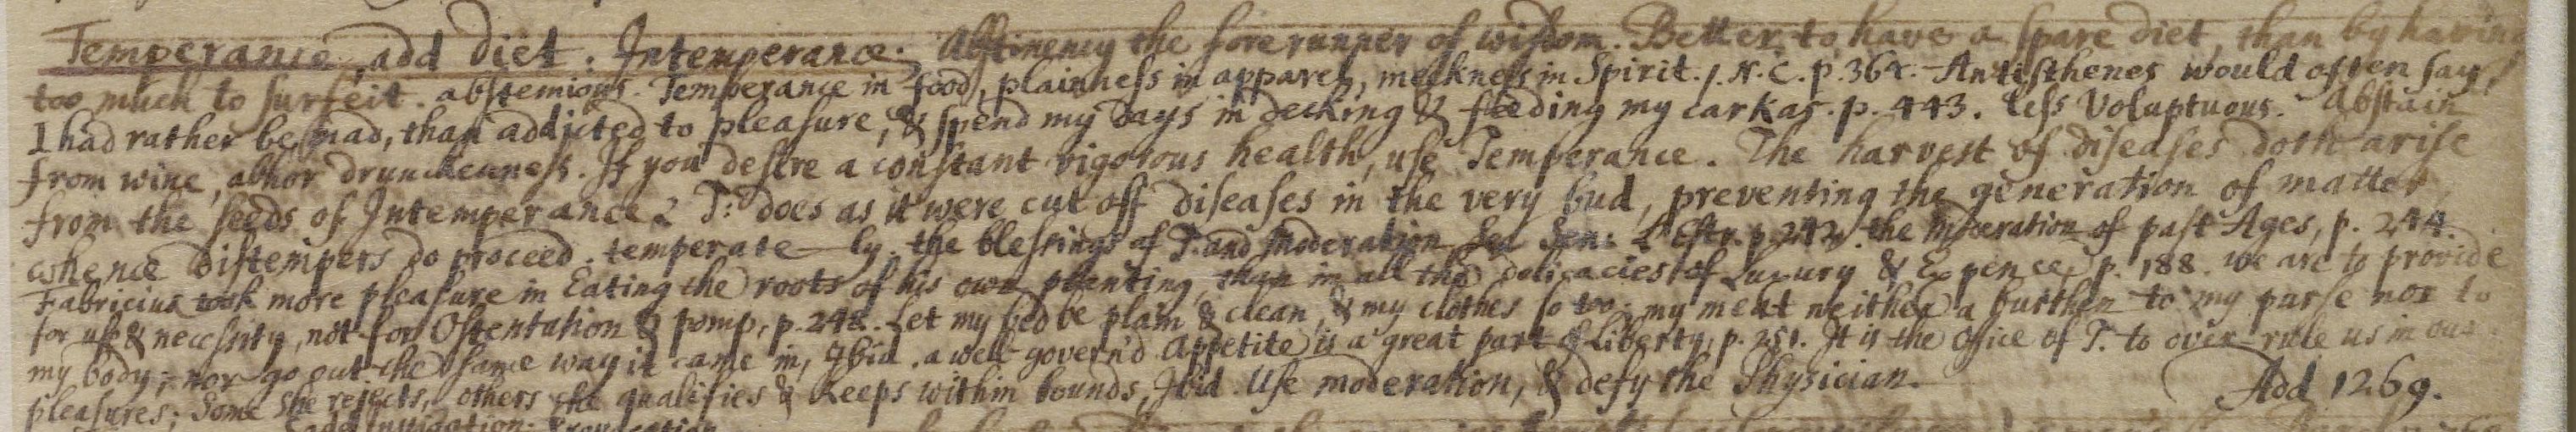 Temperance, add Diet. Intemperance. Abstinency the forerunner of wisdom. Better to have a spare diet, than by having
too much to surfeit. abstemious. Temperance in food, plainness in apparel, meekness in Spirit. 1. N. C. p. 364. Antisthenes would often say,
I had rather be mad, than addicted to pleasure, & spend my Days in Decking & feeding my carkas. p. 443. less Voluptuous. Abstain
from wine, abhor drunkenness. If you desire a constant vigorous health, use Temperance. The harvest of diseases doth arise
from the seeds of Intemperance. T: does as it were cut off diseases in the very bud, preventing the generation of matter
whence Distempers do proceed. temperate—ly. the blessings of T. and Moderation Sen: L'Estr. p. 242. the Moderation of past Ages, p. 244.
Fabricius took more pleasure in Eating the roots of his own planting, than in all the delicacies of Luxury & Expence p. 188. we are to provide
for use & necessity, not for Ostentation & pomp, p. 248. Let my bed be plain & clean, & my clothes so too; my meat neither a burthen to my purse nor to
my body; nor go out the same way it came in, Ibid. a well-govern'd Appetite is a great part of Liberty, p. 251. It is the Office of T. to over-rule us in our
pleasures; Some she rejects, others she qualifies & keeps within bounds, Ibid. Use moderation, & defy the Physician. Add 1269.